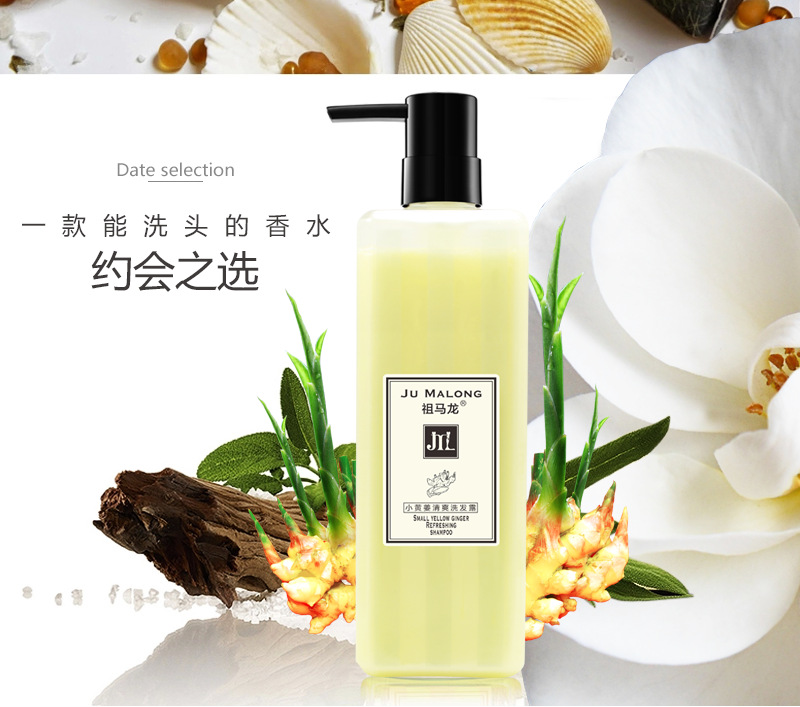 Date selection
一款能洗头的香水
约会之选
JU MALONG
祖马龙®
JML
小黄姜清爽洗发露
SMALL YELLOW GINGER
REFRESHING
SHAMPOO